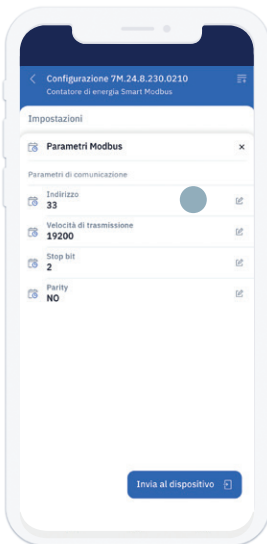 Configurazione 7M.24.8.230.0210
Contatore di energia Smart Modbus
Impostazioni
Parametri Modbus
Parametri di comunicazione
Indirizzo
33
Velocità di trasmissione
19200
Stop bit
2
Parity
NO
Invia al dispositivo